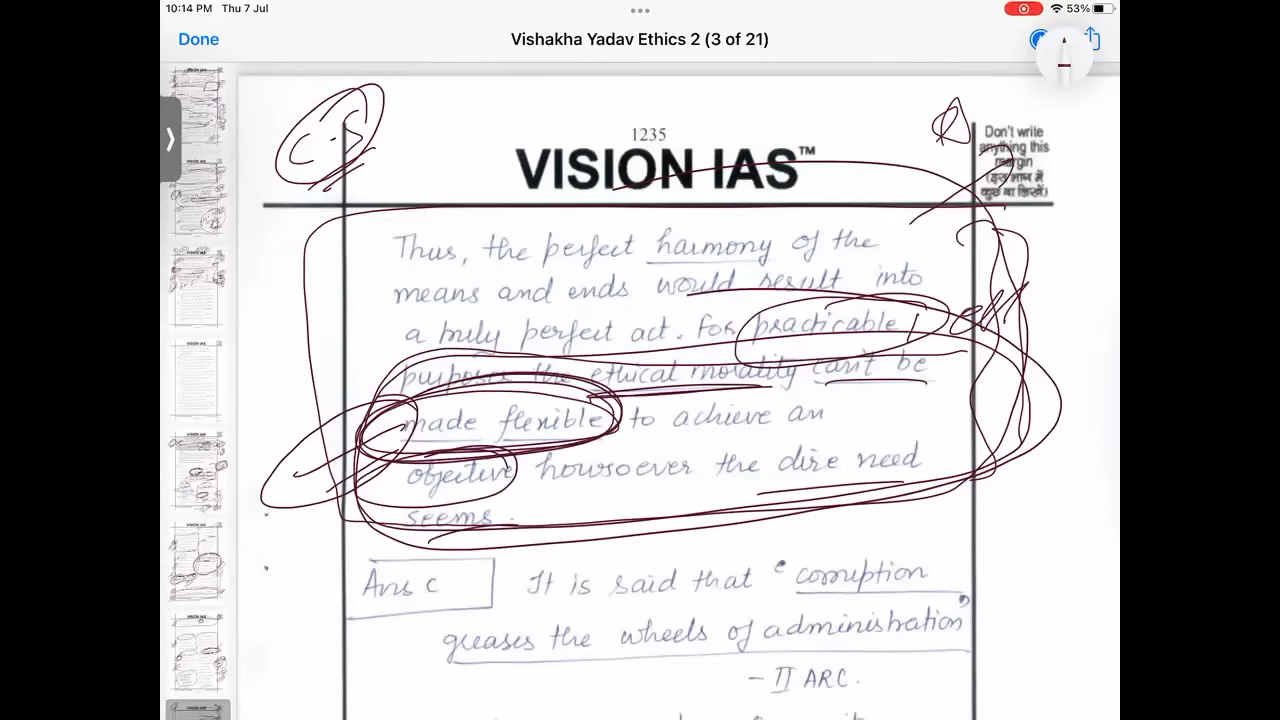 10:14 PM Thu 7 Jul
53%
Done
Vishakha Yadav Ethics 2 (3 of 21)
C-S
1235
VISION IAS™
Don't write
anything this
margin
(इस भाग में
कुछ ना लिखें)
Thus, the perfect harmony of the
means and ends would result into
a truly perfect act. For practicable
purposes the ethical morality can't be
made flexible to achieve an
objective howsoever the dire need
seems.
Ans C It is said that "corruption
greases the wheels of administration"
- II ARC.